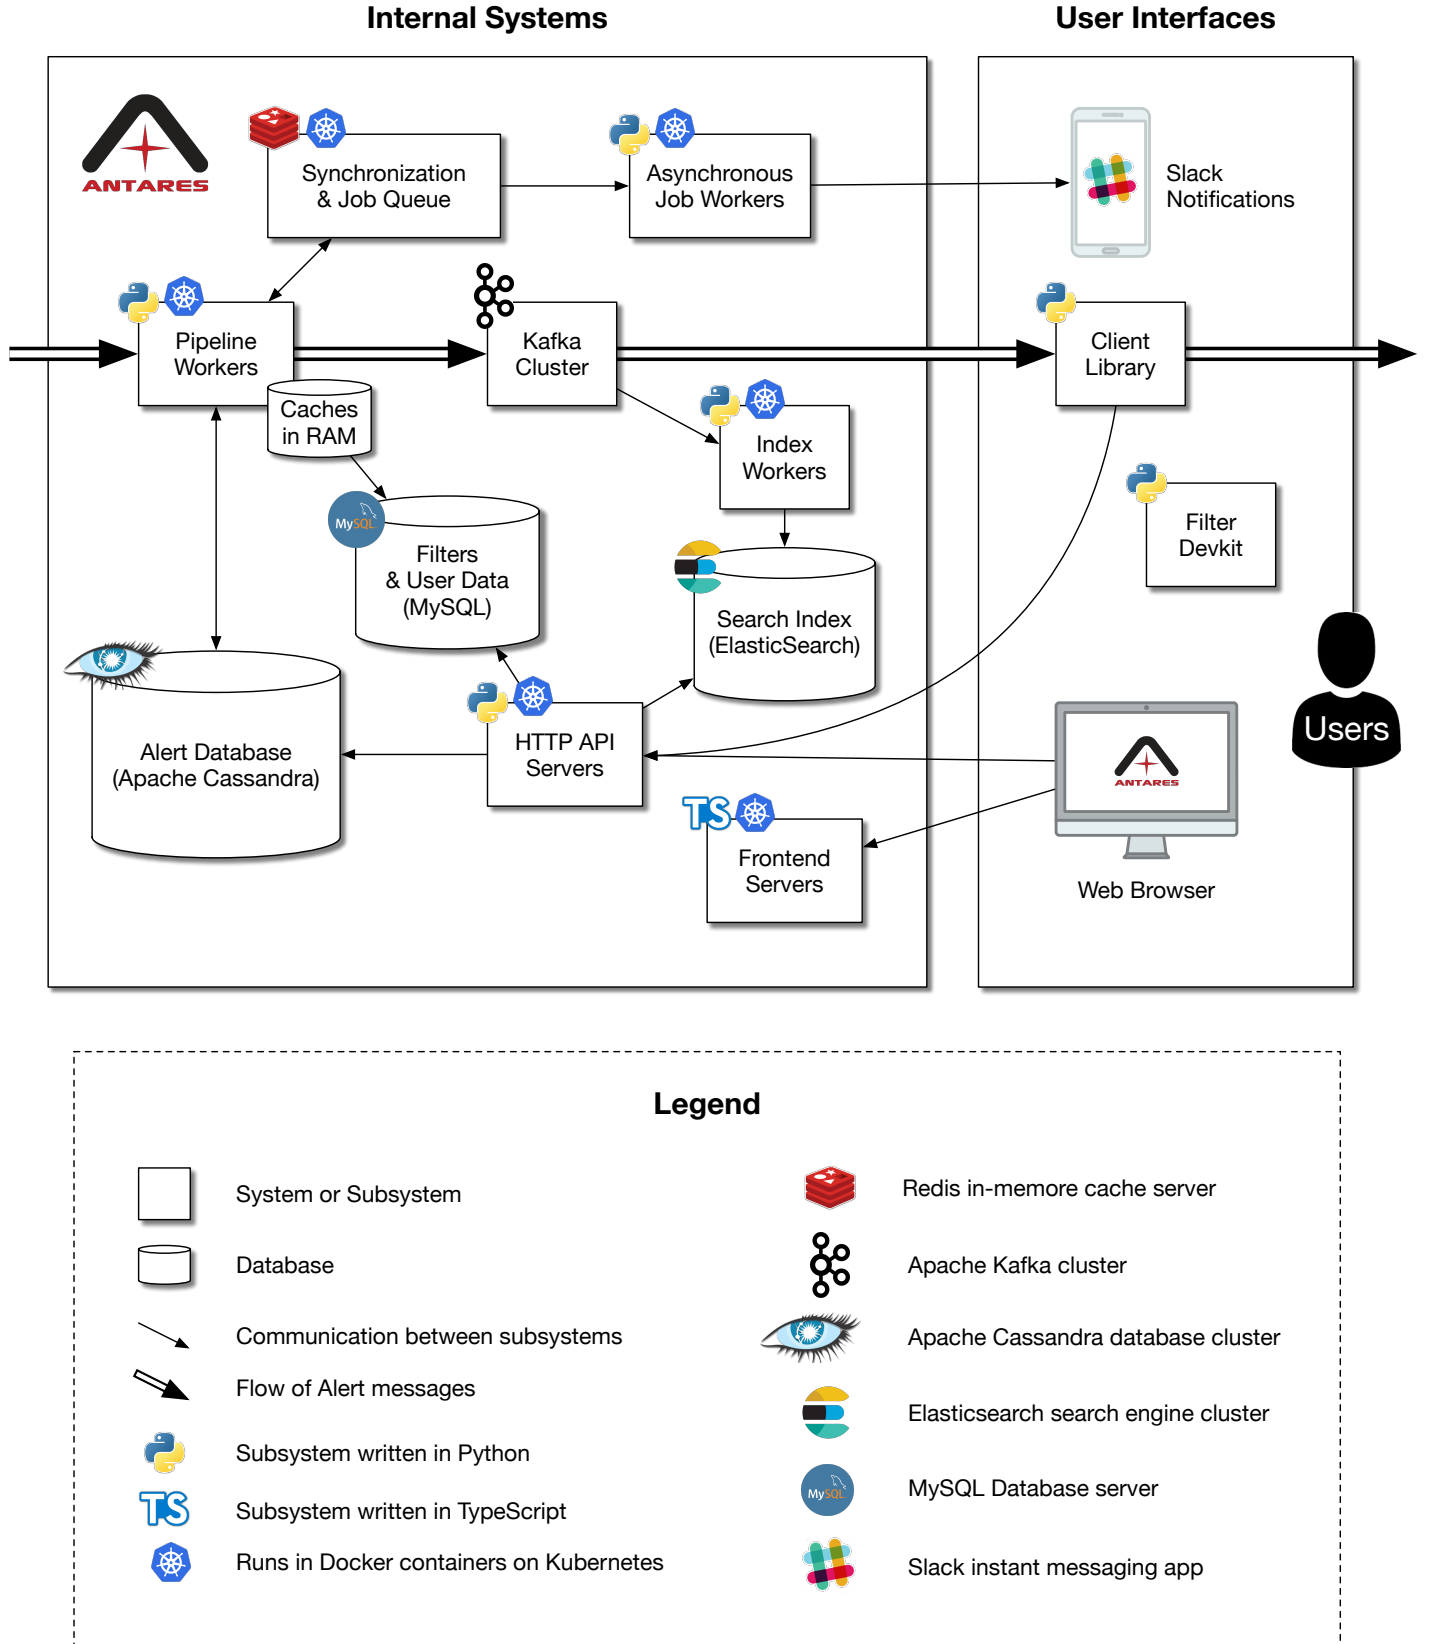 Internal Systems
User Interfaces
ANTARES
Synchronization
& Job Queue
Asynchronous
Job Workers
Slack
Notifications
Pipeline
Workers
Kafka
Cluster
Client
Library
Caches
in RAM
Index
Workers
MySQL
Filters
& User Data
(MySQL)
Filter
Devkit
Search Index
(ElasticSearch)
Alert Database
(Apache Cassandra)
HTTP API
Servers
Users
ANTARES
TS
Frontend
Servers
Web Browser
Legend
System or Subsystem
Database
Communication between subsystems
Flow of Alert messages
Subsystem written in Python
TS
Subsystem written in TypeScript
Runs in Docker containers on Kubernetes
Redis in-memore cache server
Apache Kafka cluster
Apache Cassandra database cluster
Elasticsearch search engine cluster
MySQL
MySQL Database server
Slack instant messaging app